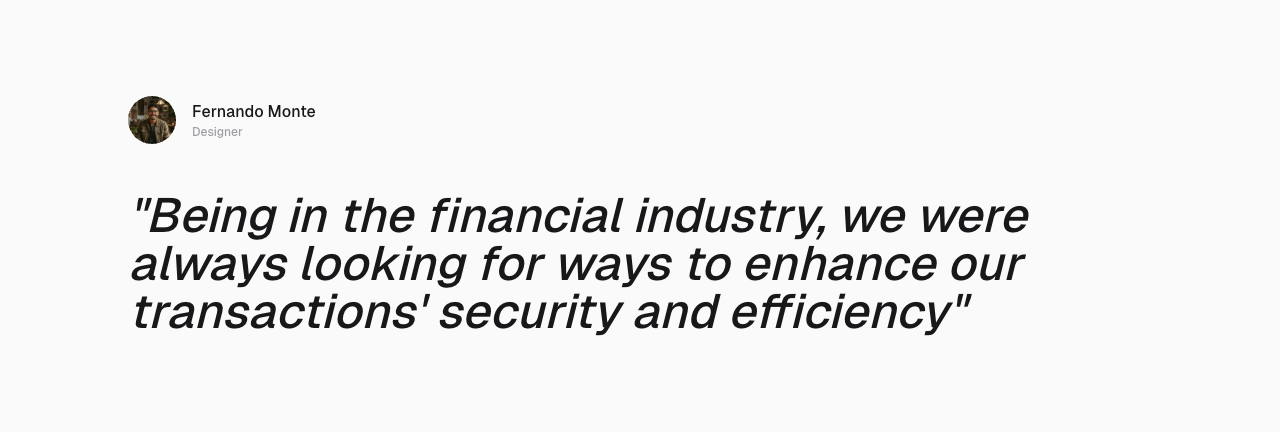 Fernando Monte
Designer
"Being in the financial industry, we were
always looking for ways to enhance our
transactions' security and efficiency"